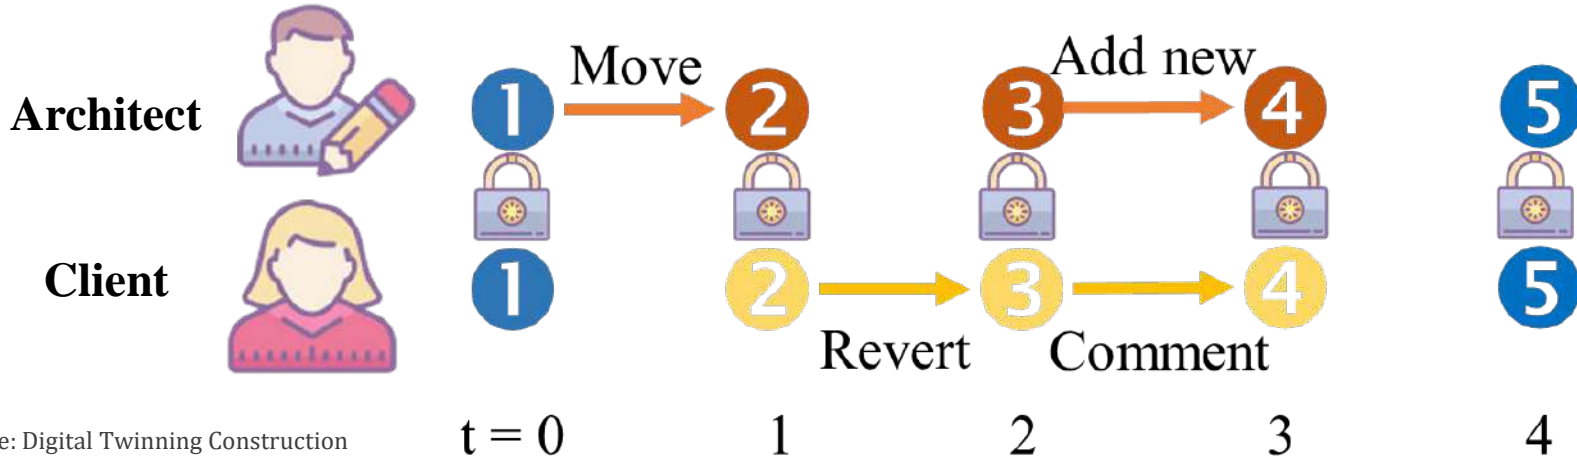 Move
Add new
Architect
1 2 3 4 5
Client
1 2 3 4 5
Revert Comment
e: Digital Twinning Construction
t = 0 1 2 3 4